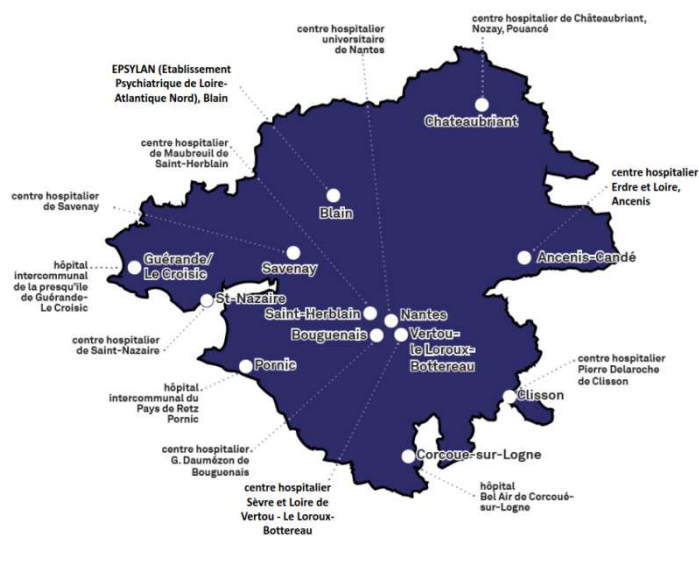 centre hospitalier de Châteaubriant,
Nozay, Pouancé
centre hospitalier
universitaire
de Nantes
EPSYLAN (Etablissement
Psychiatrique de Loire-
Atlantique Nord), Blain
Chateaubriant
centre hospitalier
de Maubreuil de
Saint-Herblain
centre hospitalier
Erdre et Loire,
Ancenis
centre hospitalier
de Savenay
Blain
Guérande/
Le Croisic
Savenay
Ancenis-Candé
hôpital
intercommunal
de la presqu'île
de Guérande-
Le Croisic
St-Nazaire
Saint-Herblain
Nantes
Bouguenais
Vertou-
le Loroux-
Bottereau
centre hospitalier
de Saint-Nazaire
Pornic
centre hospitalier
Pierre Delaroche
de Clisson
hôpital
intercommunal du
Pays de Retz
Pornic
Clisson
centre hospitalier
G. Daumézon de
Bouguenais
Corcoue-sur-Logne
centre hospitalier
Sèvre et Loire de
Vertou - Le Loroux-
Bottereau
hôpital
Bel Air de Corcoué-
sur-Logne